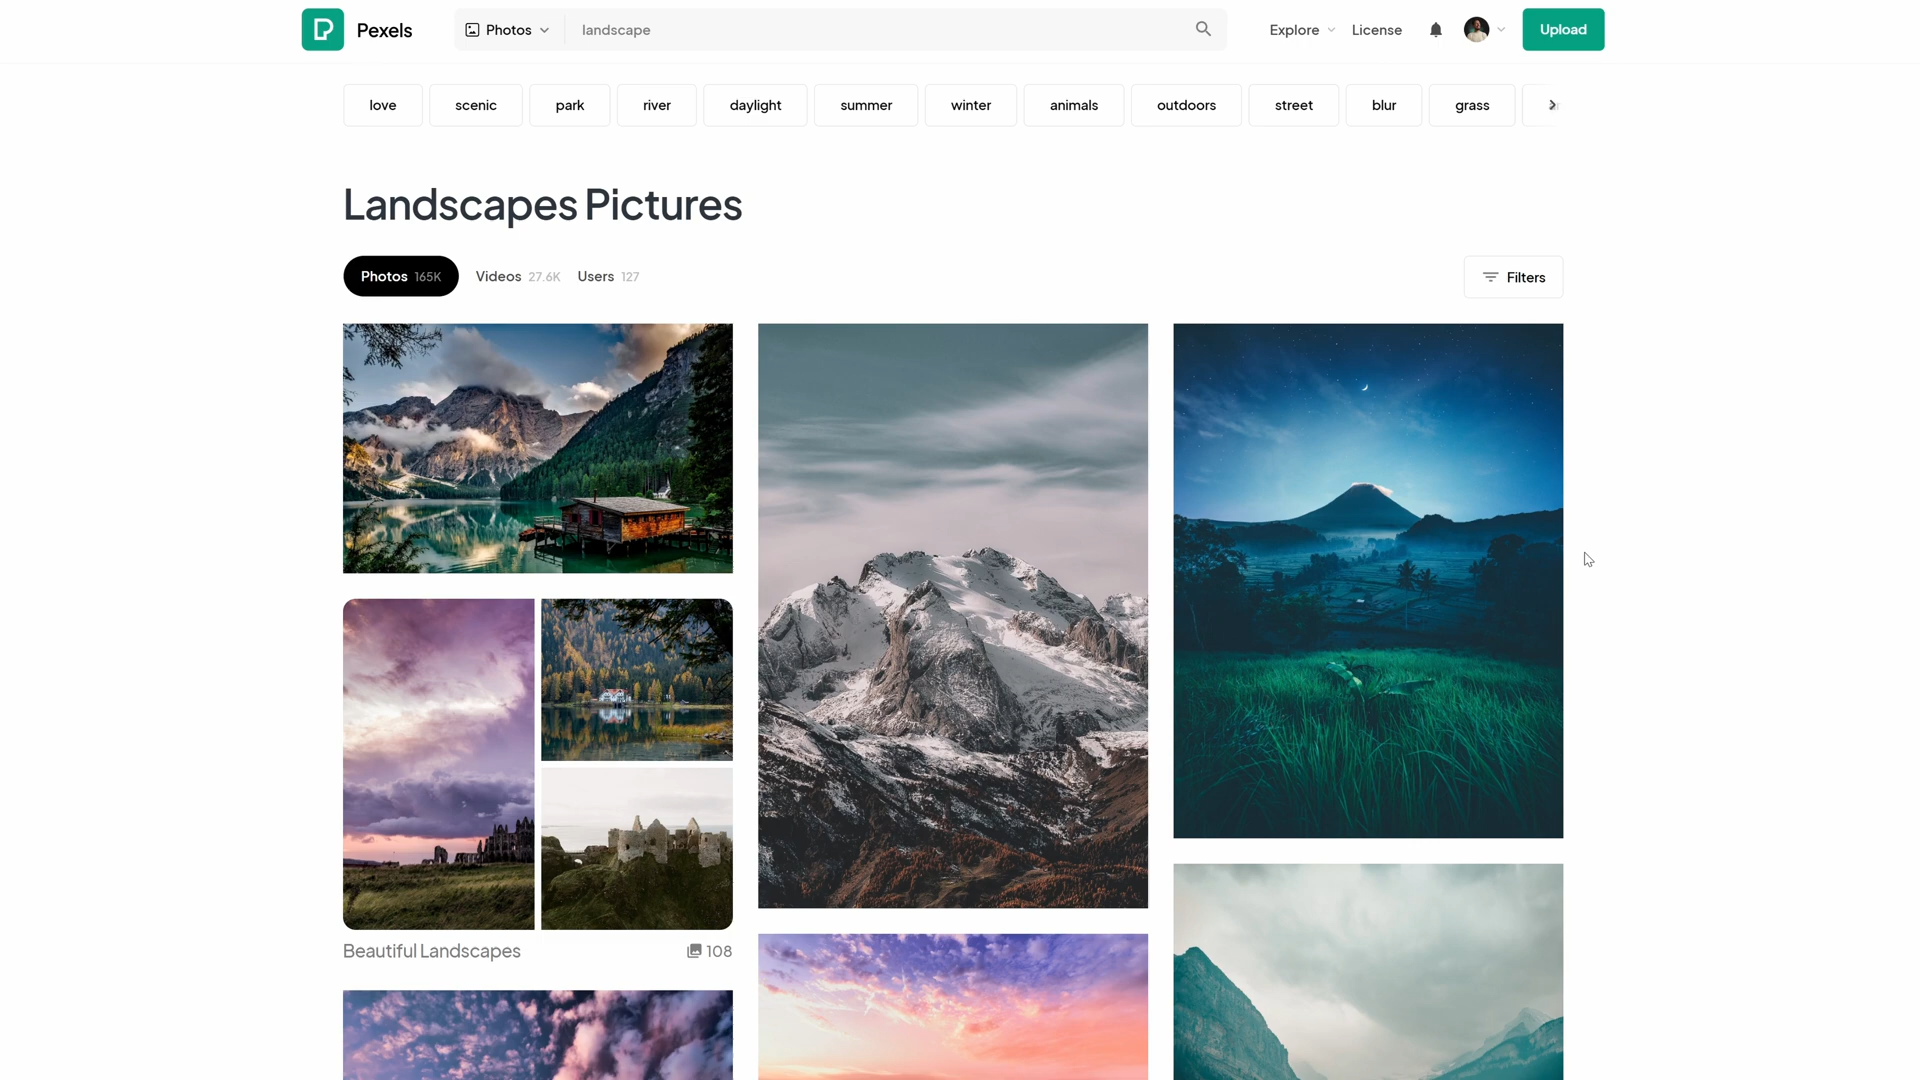 Pexels
Photos
landscape
Explore
License
Upload
love
scenic
park
river
daylight
summer
winter
animals
outdoors
street
blur
grass
Landscapes Pictures
Photos 165K
Videos 27.6K
Users 127
Filters
Beautiful Landscapes
108